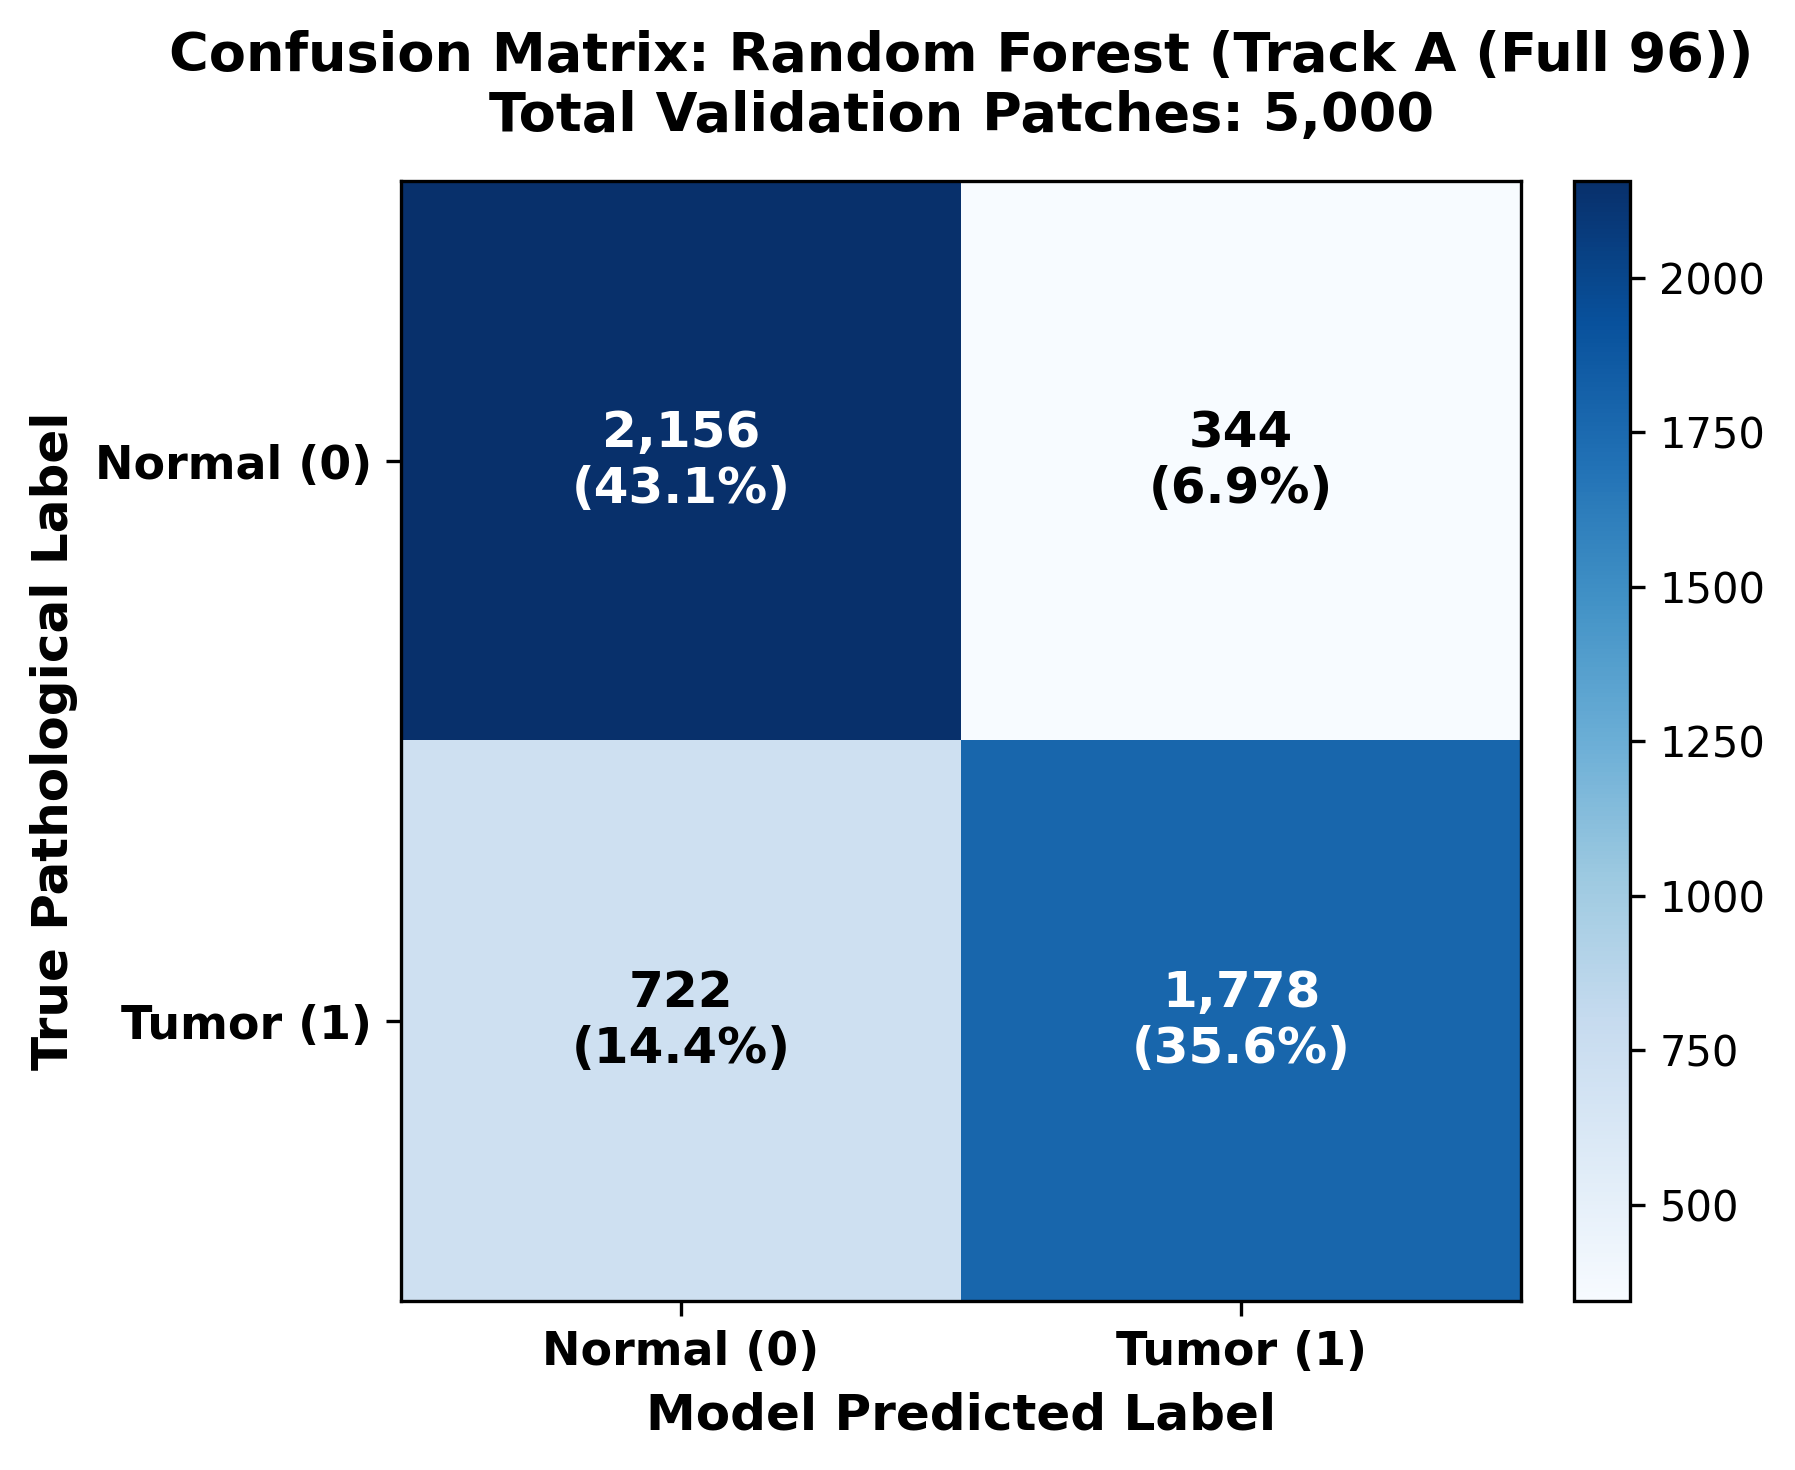 Confusion Matrix: Random Forest (Track A (Full 96))
Total Validation Patches: 5,000
True Pathological Label
Normal (0)
Tumor (1)
2,156
(43.1%)
344
(6.9%)
722
(14.4%)
1,778
(35.6%)
Normal (0)
Tumor (1)
Model Predicted Label
2000
1750
1500
1250
1000
750
500